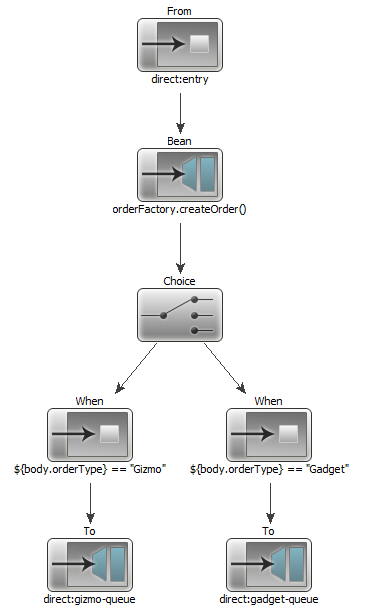 From
direct:entry
Bean
orderFactory.createOrder()
Choice
When
When
${body.orderType} == "Gizmo"
${body.orderType} == "Gadget"
To
To
direct:gizmo-queue
direct:gadget-queue